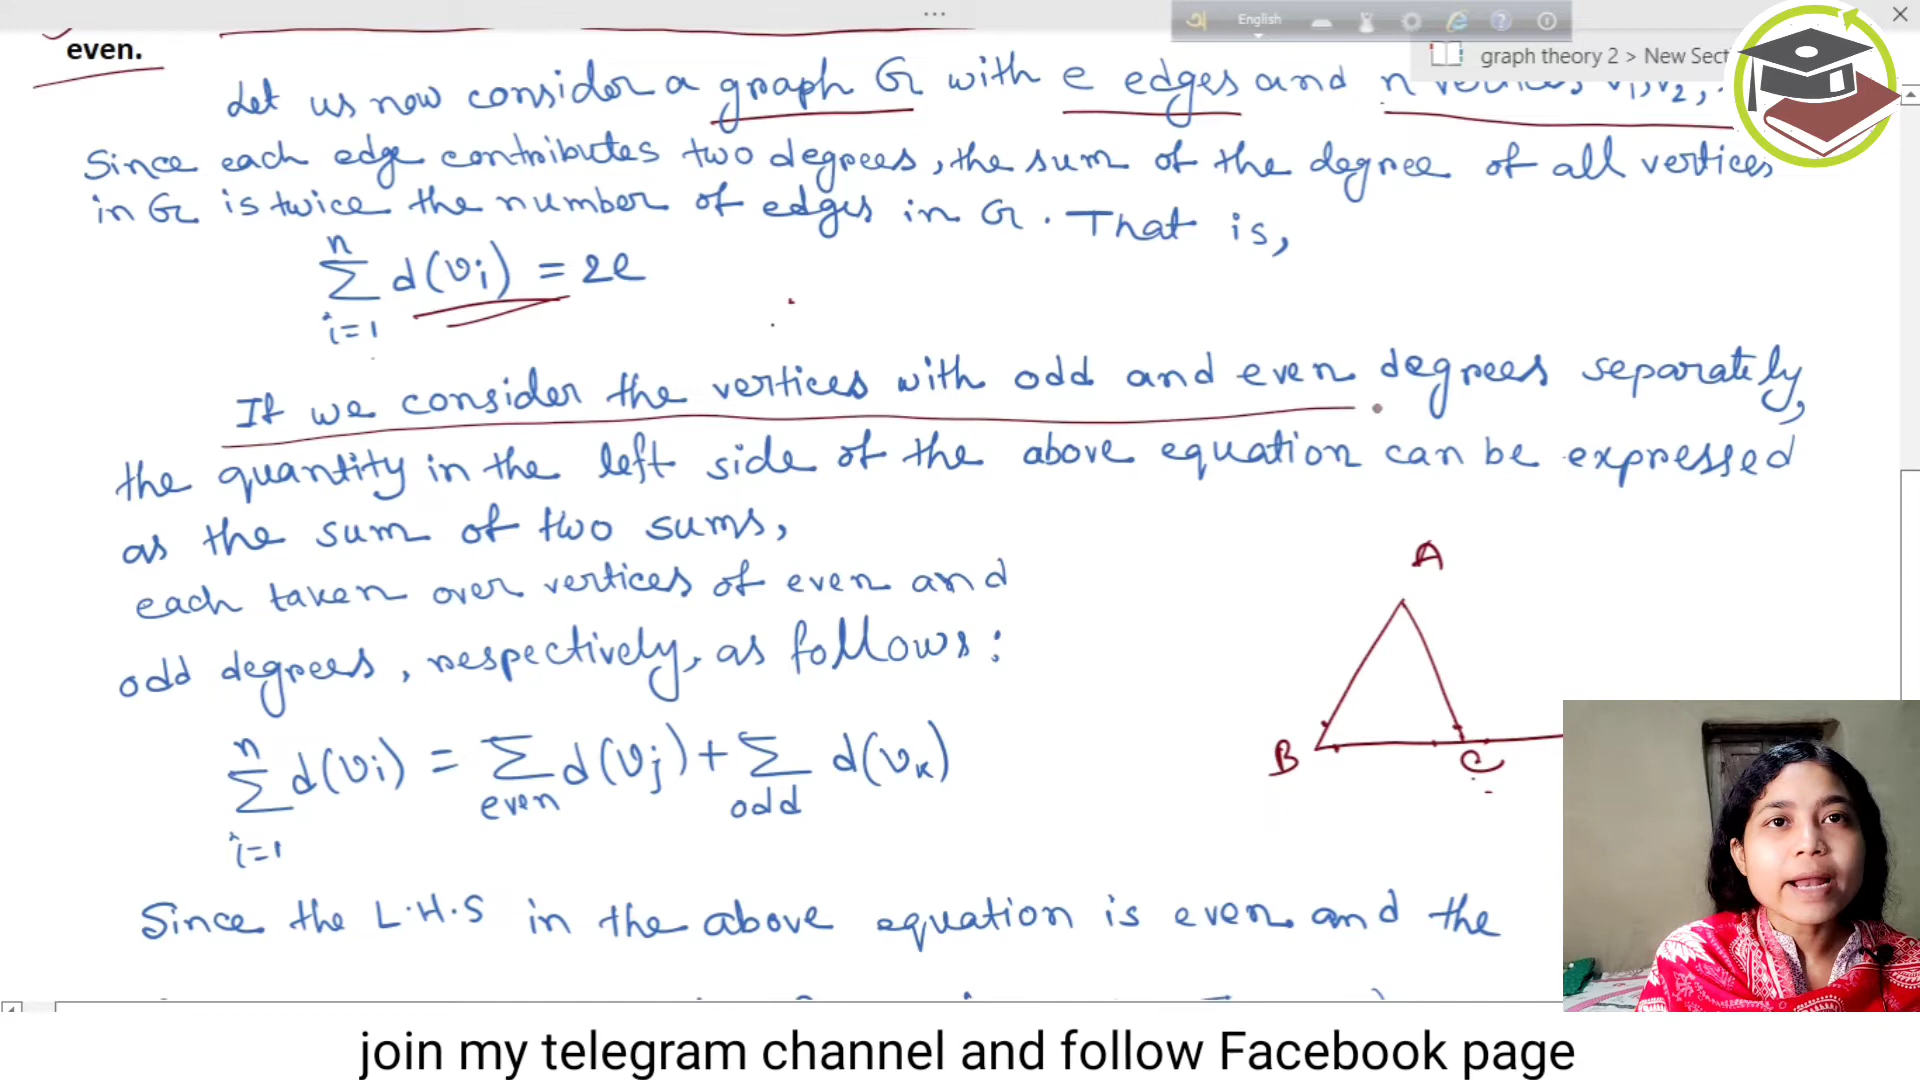 English
graph theory 2 > New Sect
even.
Let us now consider a graph G with e edges and n vertices v1, v2,
Since each edge contributes two degrees, the sum of the degree of all vertices
in G is twice the number of edges in G. That is,
n
∑ d(vi) = 2e
i=1
If we consider the vertices with odd and even degrees separately,
the quantity in the left side of the above equation can be expressed
as the sum of two sums,
each taken over vertices of even and
odd degrees, respectively, as follows:
n
∑ d(vi) = ∑ d(vj) + ∑ d(vk)
i=1 even odd
A
B C
Since the L.H.S in the above equation is even and the
join my telegram channel and follow Facebook page